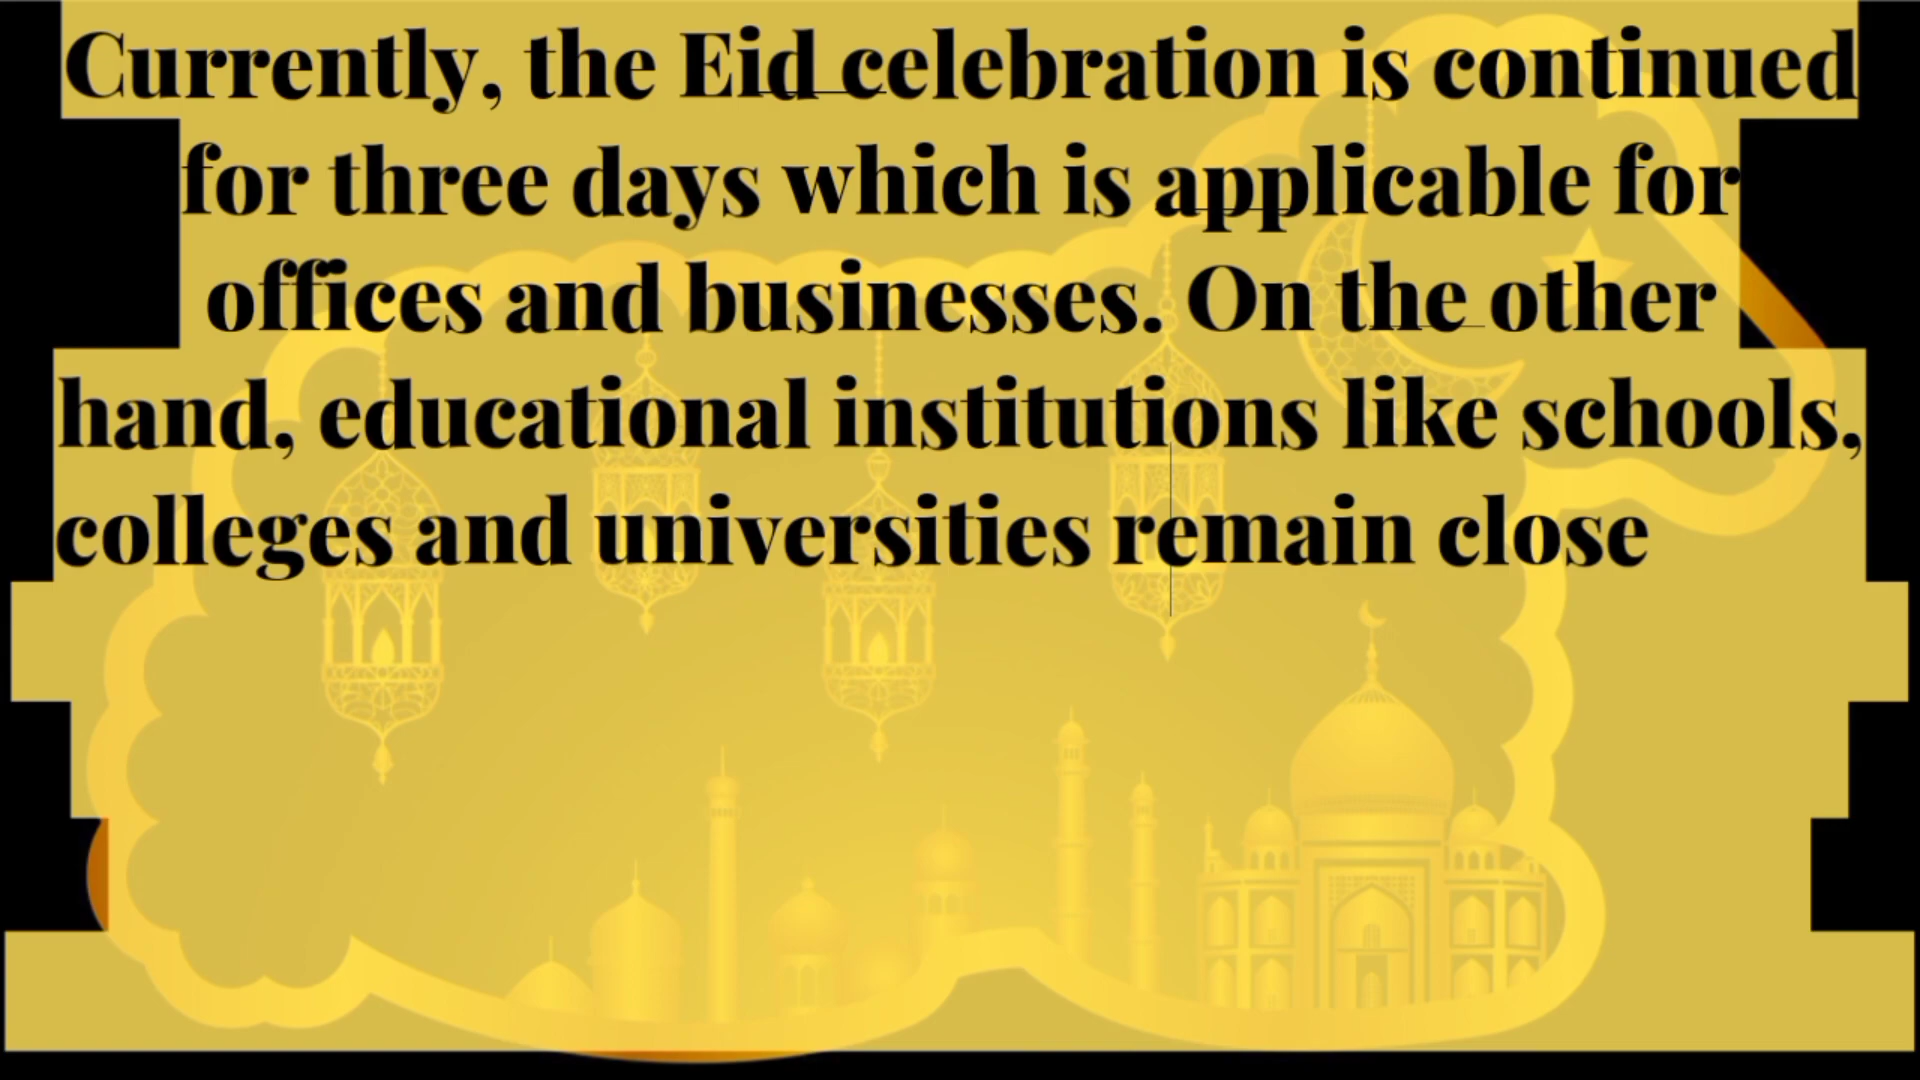 Currently, the Eid celebration is continued
for three days which is applicable for
offices and businesses. On the other
hand, educational institutions like schools,
colleges and universities remain close